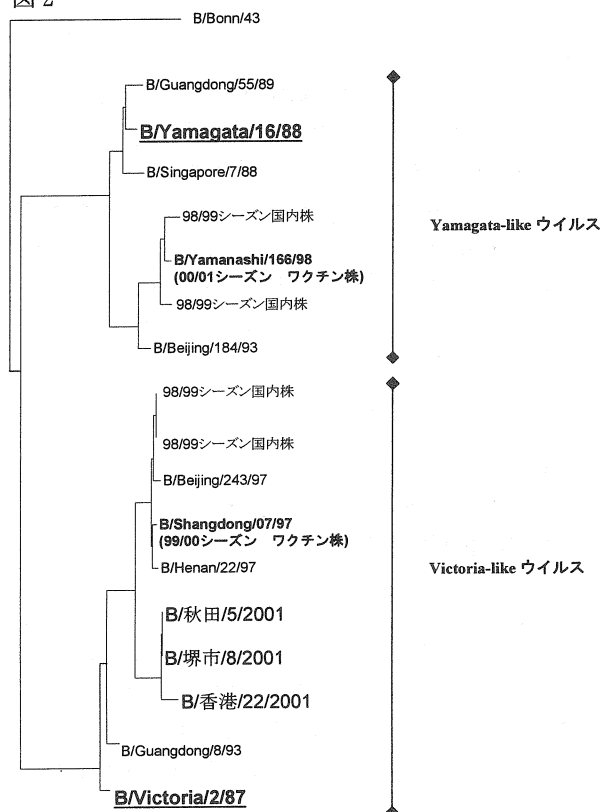 図 2
B/Bonn/43
B/Guangdong/55/89
B/Yamagata/16/88
B/Singapore/7/88
98/99シーズン国内株
Yamagata-like ウイルス
B/Yamanashi/166/98
(00/01シーズン　ワクチン株)
98/99シーズン国内株
B/Beijing/184/93
98/99シーズン国内株
98/99シーズン国内株
B/Beijing/243/97
B/Shangdong/07/97
(99/00シーズン　ワクチン株)
B/Henan/22/97
Victoria-like ウイルス
B/秋田/5/2001
B/堺市/8/2001
B/香港/22/2001
B/Guangdong/8/93
B/Victoria/2/87